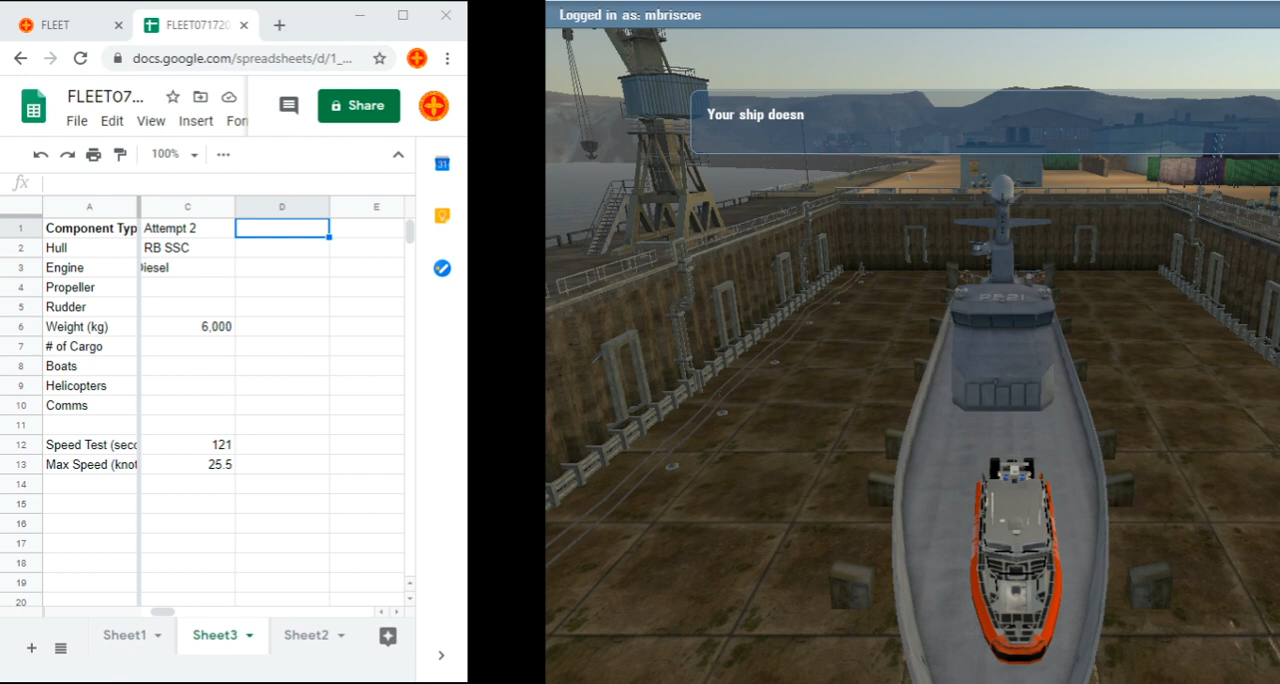 FLEET
FLEET071720
docs.google.com/spreadsheets/d/1_...
FLEET07...
Share
File Edit View Insert For
100%
31
fx
A C D E
1 Component Typ Attempt 2
2 Hull RB SSC
3 Engine Diesel
4 Propeller
5 Rudder
6 Weight (kg) 6,000
7 # of Cargo
8 Boats
9 Helicopters
10 Comms
11
12 Speed Test (seco 121
13 Max Speed (knot 25.5
14
15
16
17
18
19
20
Sheet1 Sheet3 Sheet2
Logged in as: mbriscoe
Your ship doesn